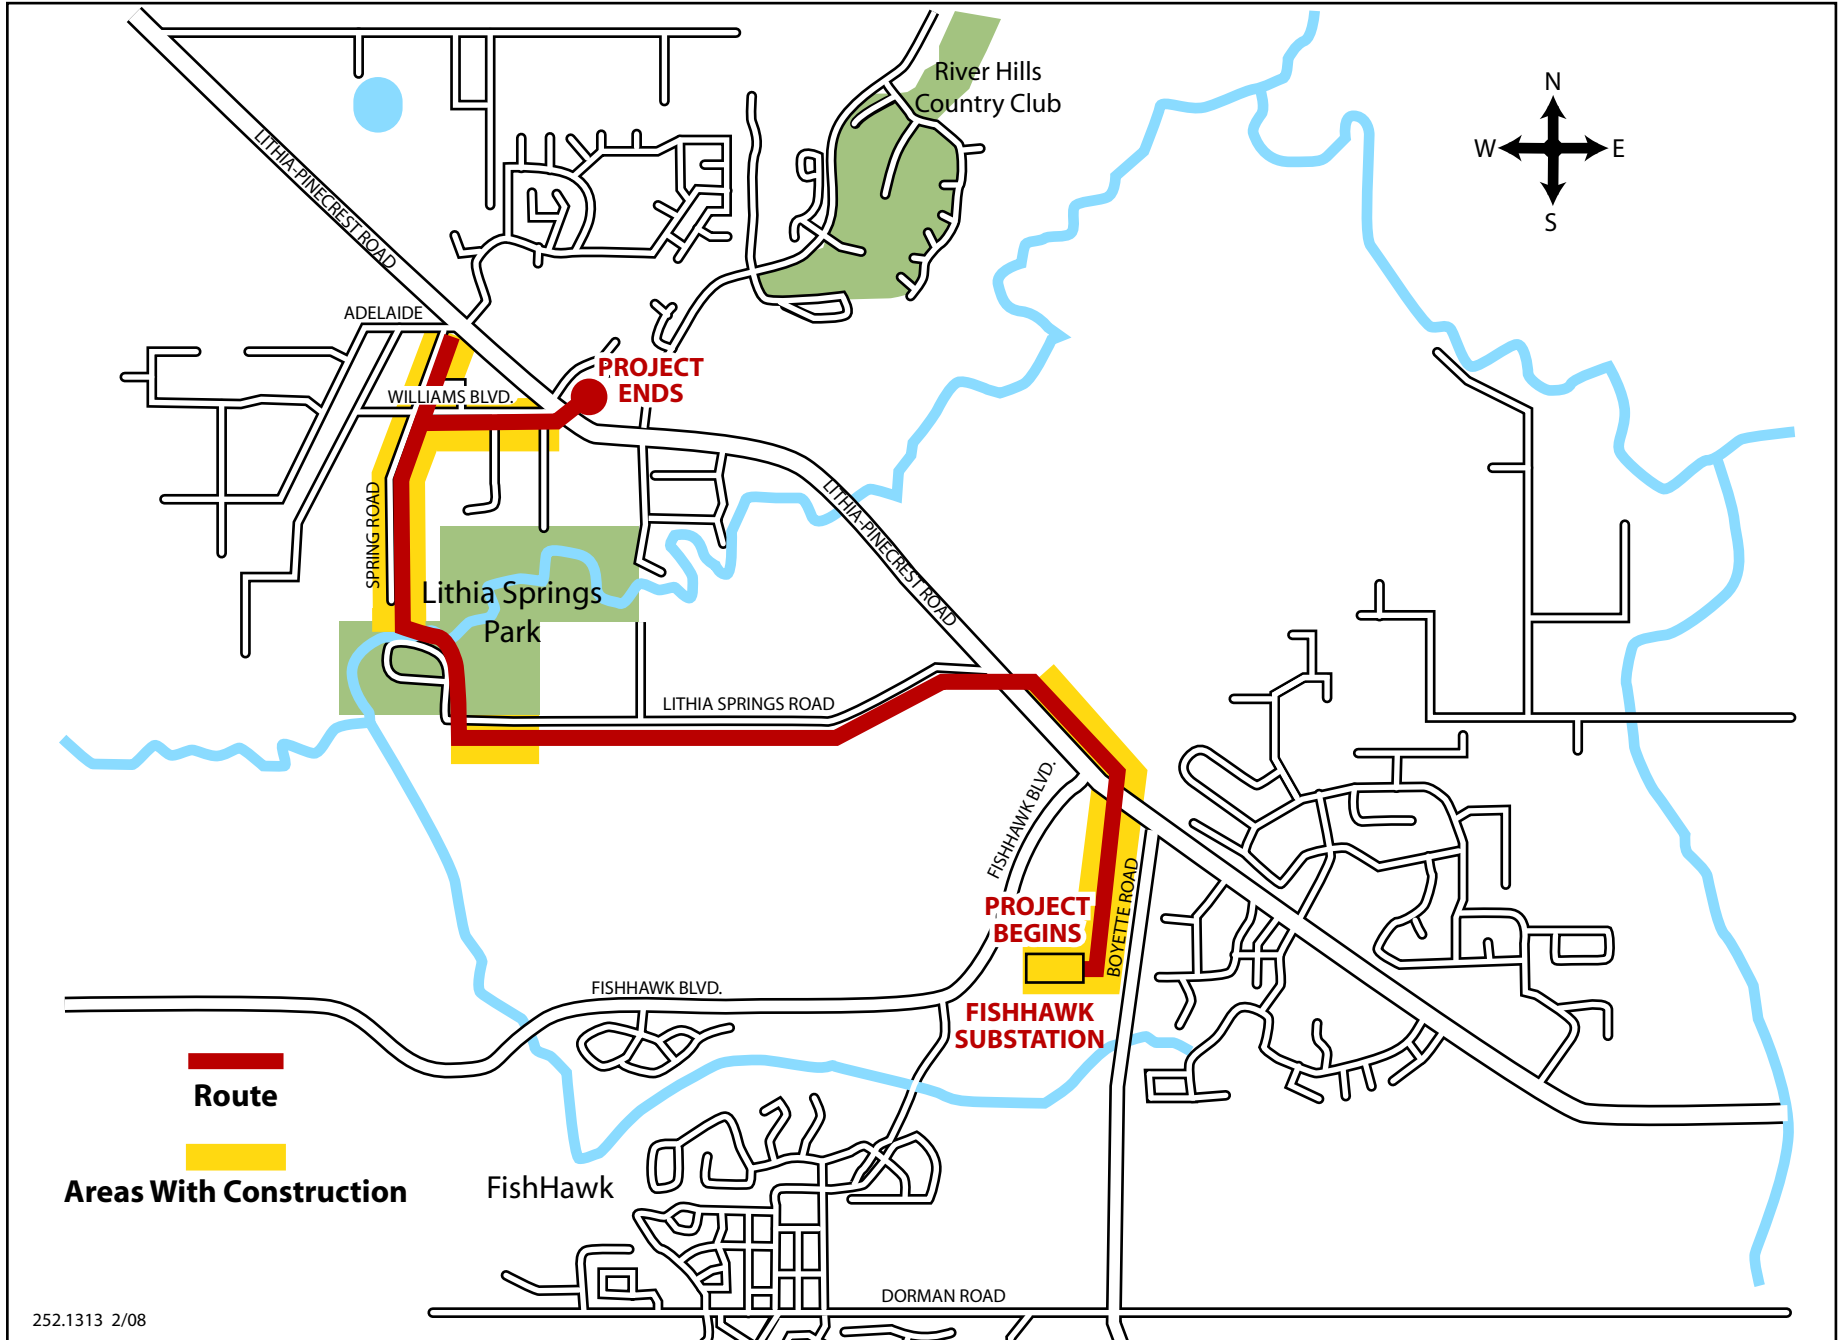 River Hills
Country Club
N
W
E
S
LITHIA-PINECREST ROAD
ADELAIDE
PROJECT
ENDS
WILLIAMS BLVD.
SPRING ROAD
LITHIA-PINECREST ROAD
Lithia Springs
Park
LITHIA SPRINGS ROAD
FISHHAWK BLVD.
BOYETTE ROAD
PROJECT
BEGINS
FISHHAWK BLVD.
FISHHAWK
SUBSTATION
Route
Areas With Construction
FishHawk
DORMAN ROAD
252.1313 2/08